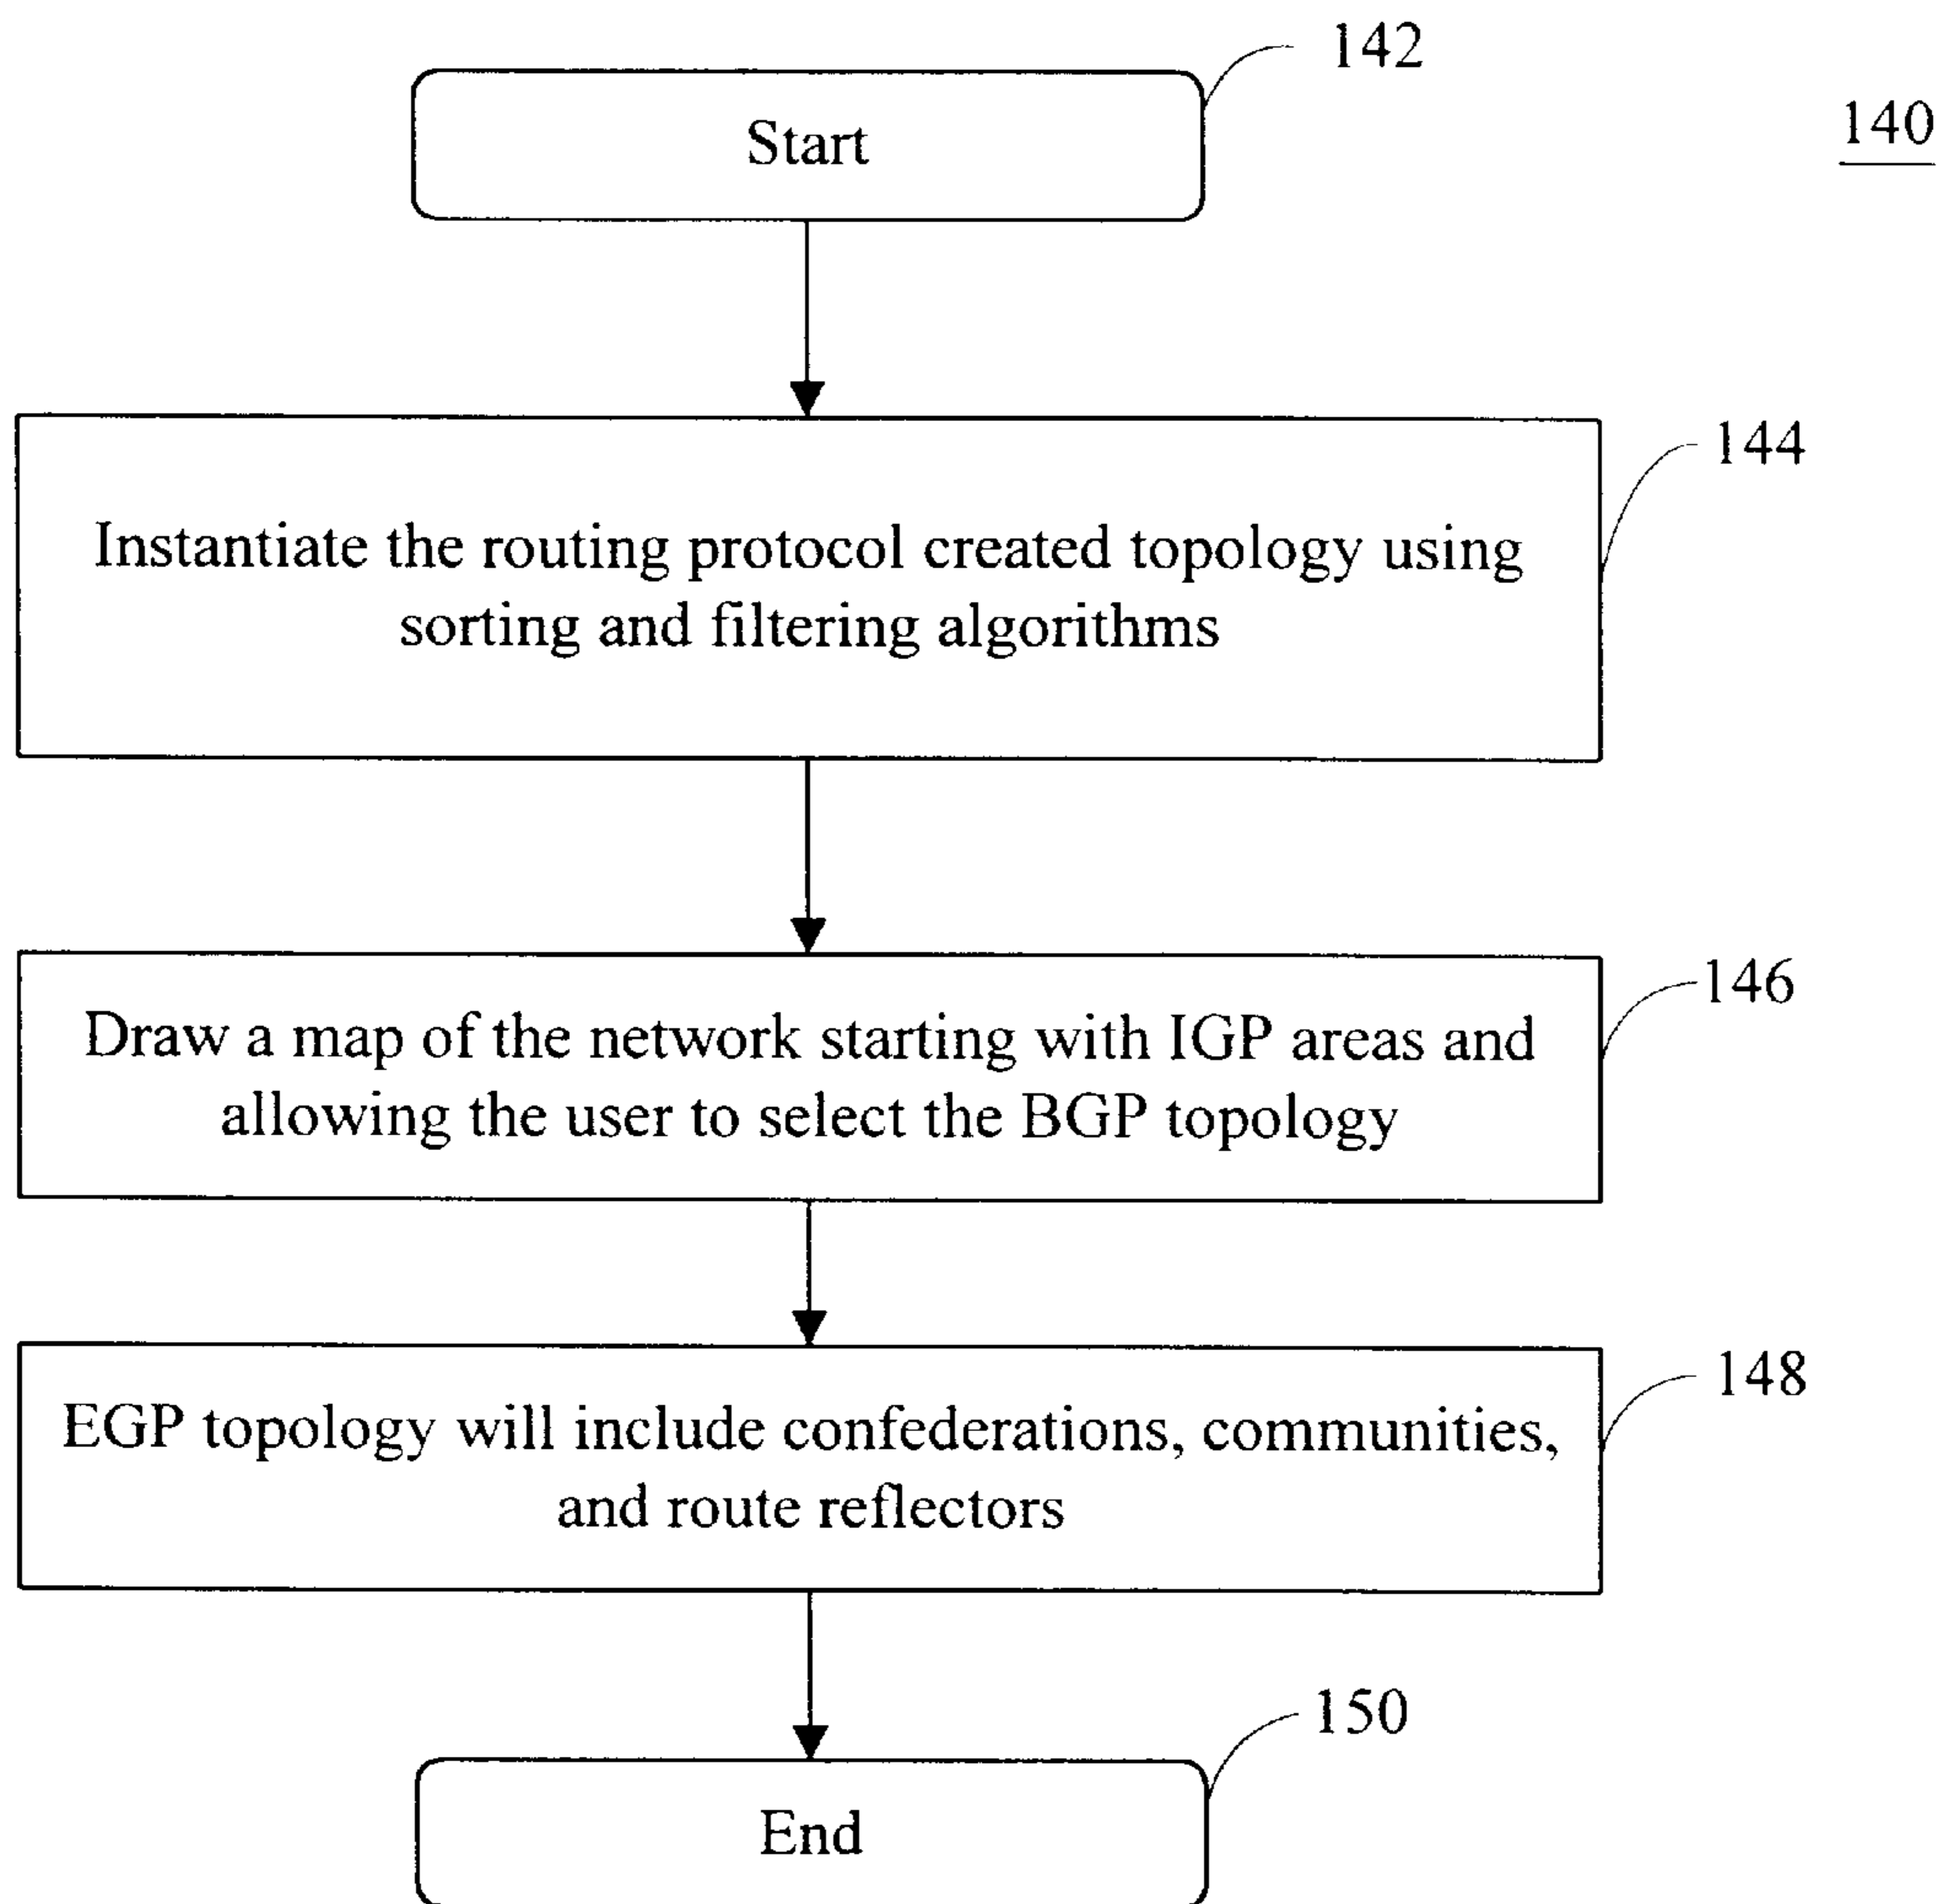 142
140
Start
144
Instantiate the routing protocol created topology using
sorting and filtering algorithms
146
Draw a map of the network starting with IGP areas and
allowing the user to select the BGP topology
148
EGP topology will include confederations, communities,
and route reflectors
150
End